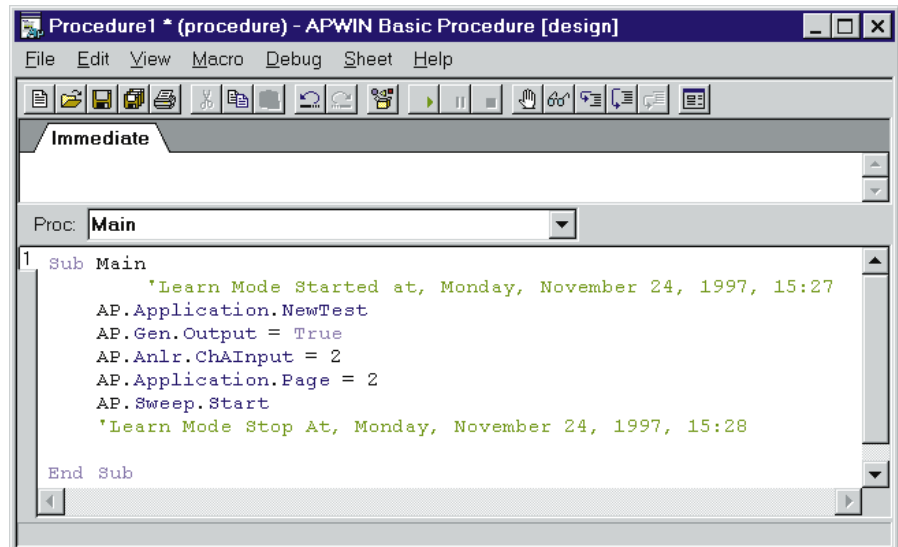 Procedure1 * (procedure) - APWIN Basic Procedure [design]
File Edit View Macro Debug Sheet Help
Immediate
Proc: Main
1
Sub Main
'Learn Mode Started at, Monday, November 24, 1997, 15:27
AP.Application.NewTest
AP.Gen.Output = True
AP.Anlr.ChAInput = 2
AP.Application.Page = 2
AP.Sweep.Start
'Learn Mode Stop At, Monday, November 24, 1997, 15:28
End Sub